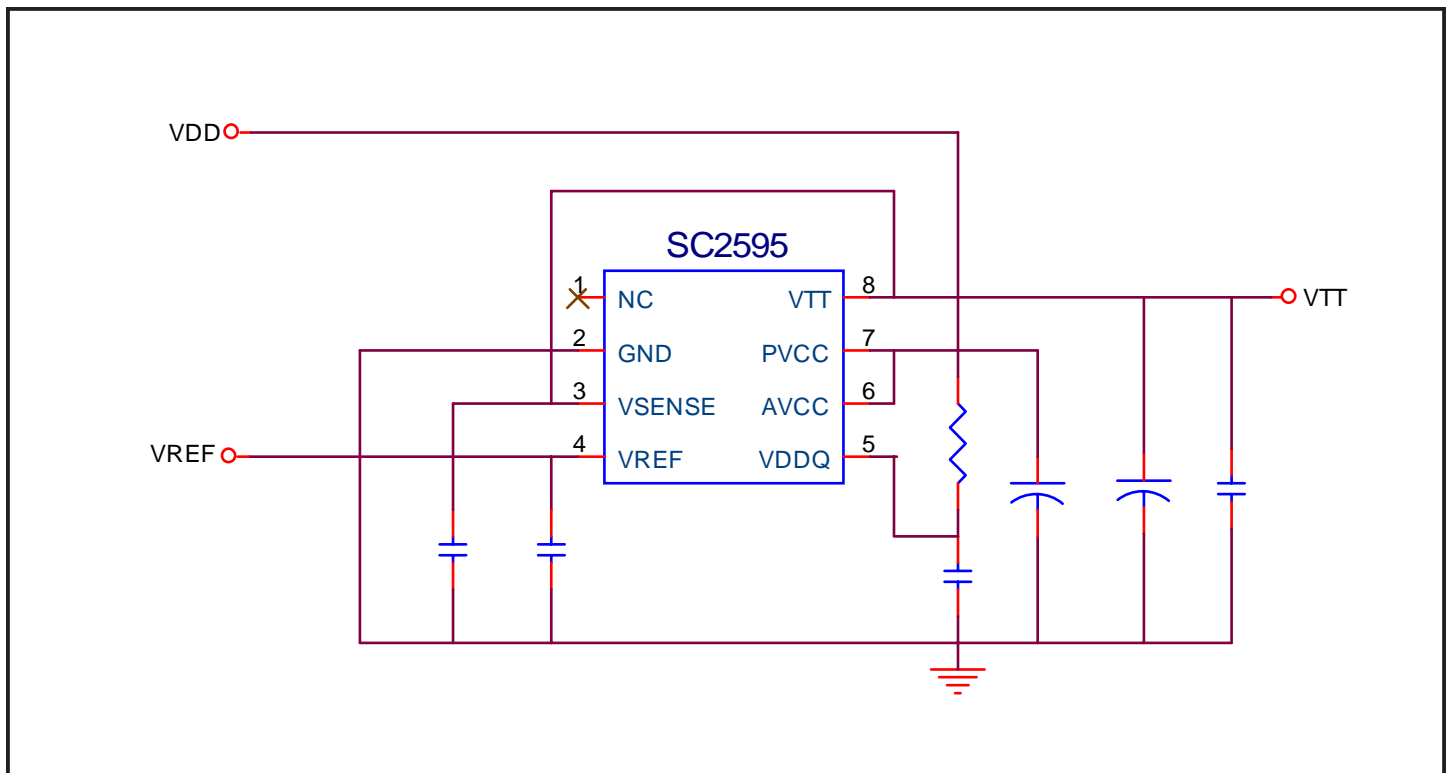 VDD
SC2595
1 NC VTT 8
2 GND PVCC 7
3 VSENSE AVCC 6
4 VREF VDDQ 5
VTT
VREF